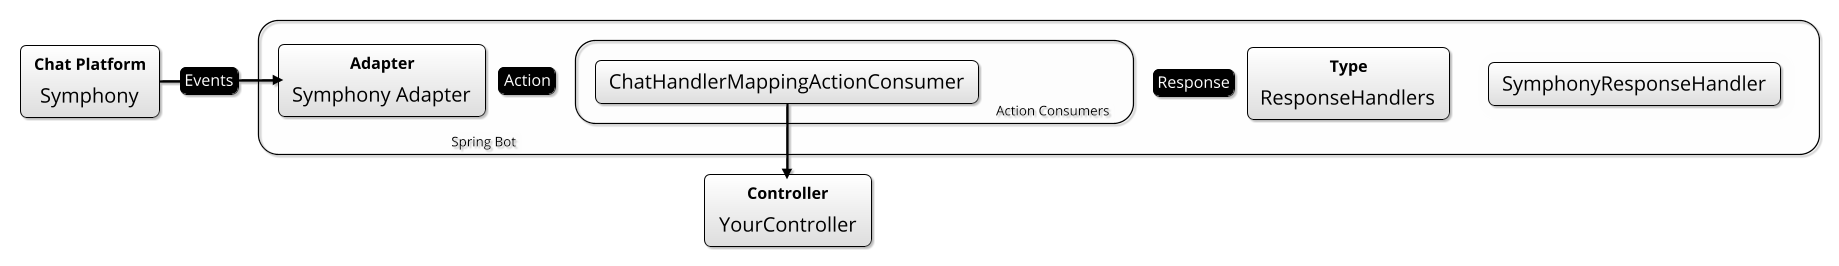 Chat Platform
Symphony
Events
Adapter
Symphony Adapter
Action
ChatHandlerMappingActionConsumer
Action Consumers
Response
Type
ResponseHandlers
SymphonyResponseHandler
Spring Bot
Controller
YourController